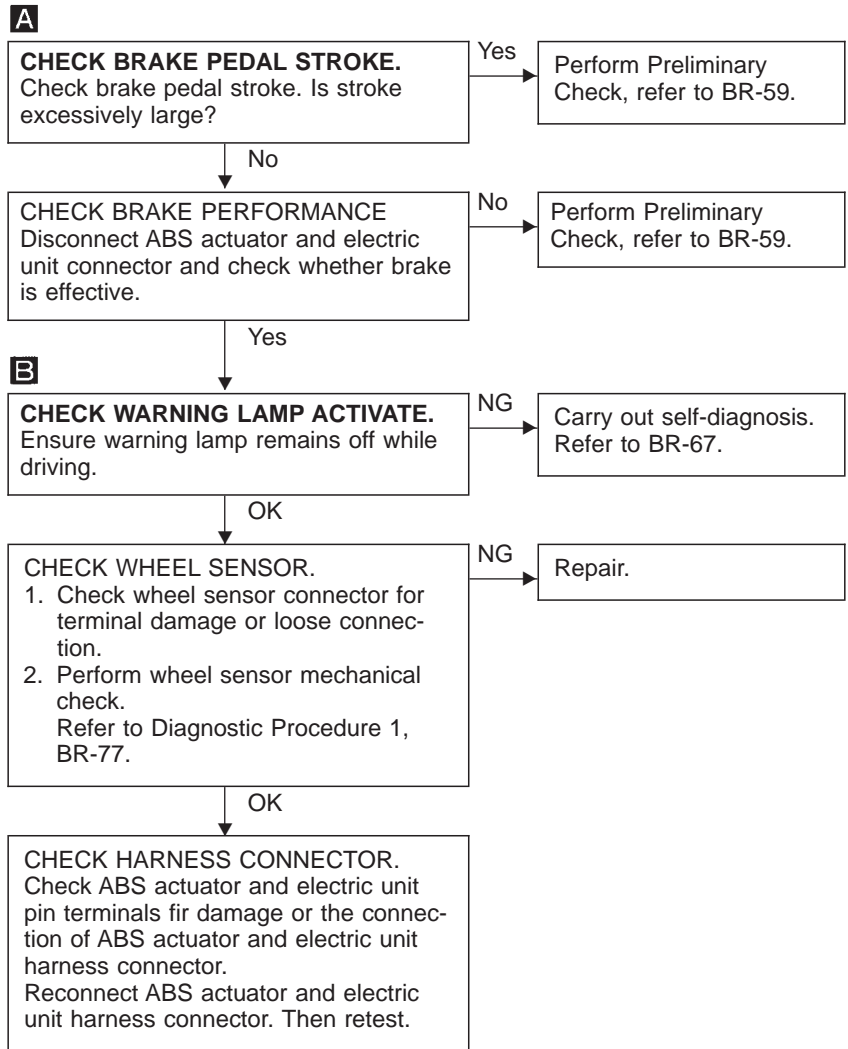 A
CHECK BRAKE PEDAL STROKE.
Check brake pedal stroke. Is stroke
excessively large?
Yes
Perform Preliminary
Check, refer to BR-59.
No
CHECK BRAKE PERFORMANCE
Disconnect ABS actuator and electric
unit connector and check whether brake
is effective.
No
Perform Preliminary
Check, refer to BR-59.
Yes
B
CHECK WARNING LAMP ACTIVATE.
Ensure warning lamp remains off while
driving.
NG
Carry out self-diagnosis.
Refer to BR-67.
OK
CHECK WHEEL SENSOR.
1. Check wheel sensor connector for
terminal damage or loose connec-
tion.
2. Perform wheel sensor mechanical
check.
Refer to Diagnostic Procedure 1,
BR-77.
NG
Repair.
OK
CHECK HARNESS CONNECTOR.
Check ABS actuator and electric unit
pin terminals fir damage or the connec-
tion of ABS actuator and electric unit
harness connector.
Reconnect ABS actuator and electric
unit harness connector. Then retest.